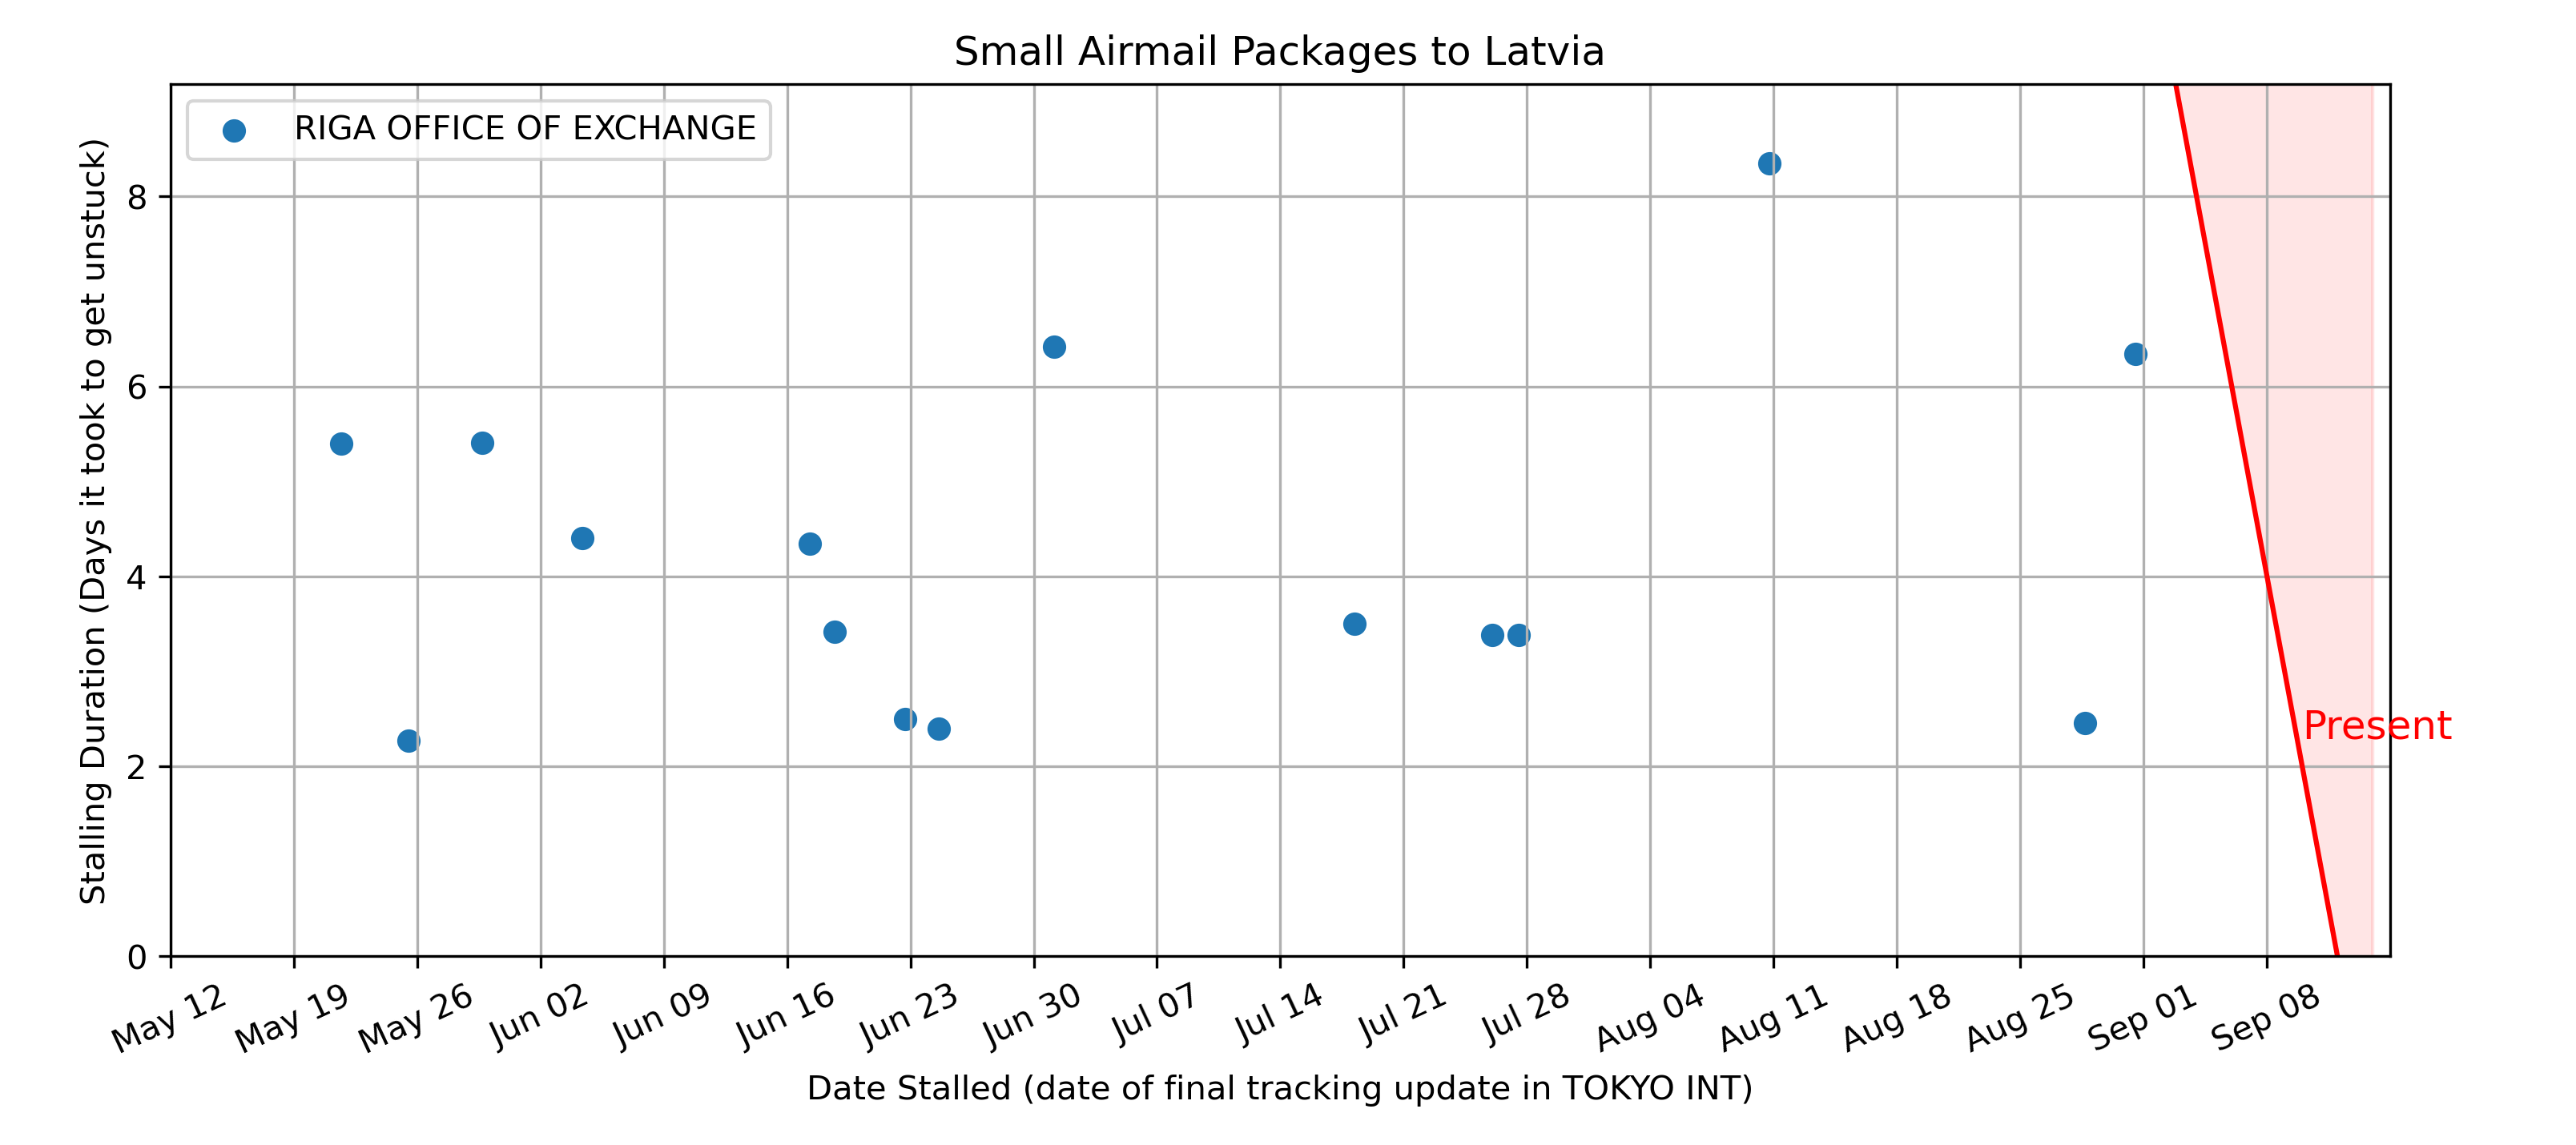 Small Airmail Packages to Latvia
RIGA OFFICE OF EXCHANGE
Stalling Duration (Days it took to get unstuck)
8
6
4
2
0
Present
May 12
May 19
May 26
Jun 02
Jun 09
Jun 16
Jun 23
Jun 30
Jul 07
Jul 14
Jul 21
Jul 28
Aug 04
Aug 11
Aug 18
Aug 25
Sep 01
Sep 08
Date Stalled (date of final tracking update in TOKYO INT)